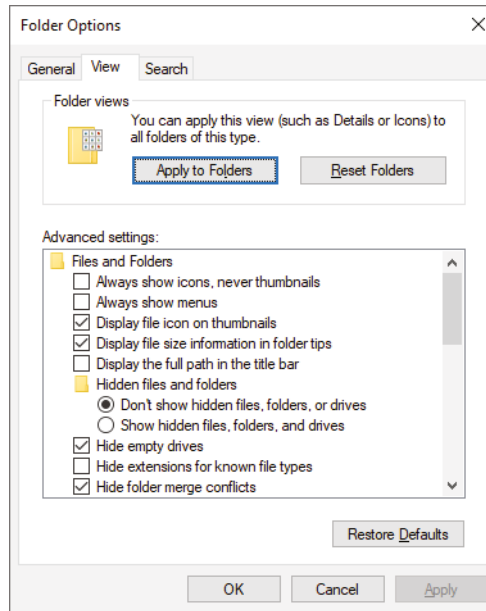 Folder Options
General View Search
Folder views
You can apply this view (such as Details or Icons) to
all folders of this type.
Apply to Folders Reset Folders
Advanced settings:
Files and Folders
Always show icons, never thumbnails
Always show menus
Display file icon on thumbnails
Display file size information in folder tips
Display the full path in the title bar
Hidden files and folders
Don't show hidden files, folders, or drives
Show hidden files, folders, and drives
Hide empty drives
Hide extensions for known file types
Hide folder merge conflicts
Restore Defaults
OK Cancel Apply